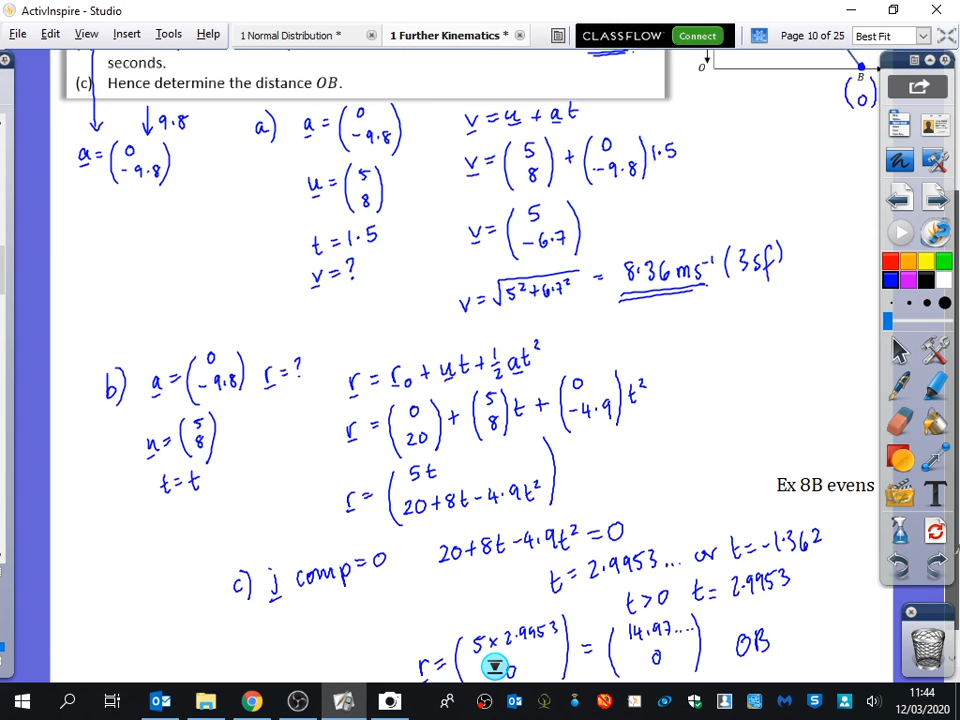 Studio
File Edit View Insert Tools Help
1 Normal Distribution *
1 Further Kinematics *
CLASSFLOW Connect
Page 10 of 25
Best Fit
seconds.
(c) Hence determine the distance OB.
O
B
(0)
9.8
a = (0 -9.8)
a) a = (0 -9.8)
u = (5 8)
t = 1.5
v = ?
v = u + at
v = (5 8) + (0 -9.8) 1.5
v = (5 -6.7)
v = √5² + 6.7² = 8.36 ms⁻¹ (3sf)
b) a = (0 -9.8) r = ?
u = (5 8)
t = t
r = r₀ + ut + ½at²
r = (0 20) + (5 8) t + (0 -4.9) t²
r = (5t 20+8t-4.9t²)
Ex 8B evens
c) j comp = 0 20+8t-4.9t² = 0
t = 2.9953... or t = -1.362
t > 0 t = 2.9953
r = (5×2.9953 0) = (14.97.... 0) OB
11:44
12/03/2020